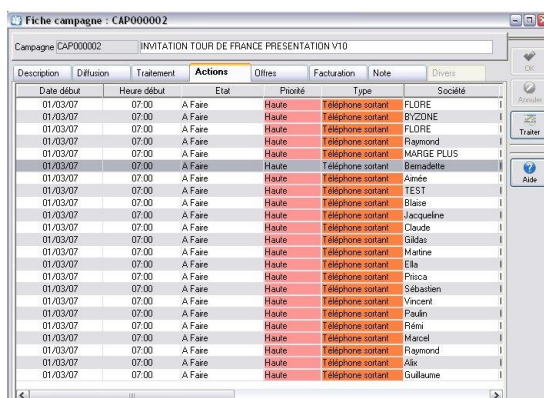 Fiche campagne : CAP000002
Campagne CAP000002 INVITATION TOUR DE FRANCE PRESENTATION V10
OK
Description Diffusion Traitement Actions Offres Facturation Note Divers
Date début Heure début Etat Priorité Type Société
Annuler
01/03/07 07:00 A Faire Haute Téléphone sortant FLORE
01/03/07 07:00 A Faire Haute Téléphone sortant BYZONE
01/03/07 07:00 A Faire Haute Téléphone sortant FLORE
Traiter
01/03/07 07:00 A Faire Haute Téléphone sortant Raymond
01/03/07 07:00 A Faire Haute Téléphone sortant MARGE PLUS
01/03/07 07:00 A Faire Haute Téléphone sortant Bernadette
01/03/07 07:00 A Faire Haute Téléphone sortant Aimée
Aide
01/03/07 07:00 A Faire Haute Téléphone sortant TEST
01/03/07 07:00 A Faire Haute Téléphone sortant Blaise
01/03/07 07:00 A Faire Haute Téléphone sortant Jacqueline
01/03/07 07:00 A Faire Haute Téléphone sortant Claude
01/03/07 07:00 A Faire Haute Téléphone sortant Gildas
01/03/07 07:00 A Faire Haute Téléphone sortant Martine
01/03/07 07:00 A Faire Haute Téléphone sortant Ella
01/03/07 07:00 A Faire Haute Téléphone sortant Prisca
01/03/07 07:00 A Faire Haute Téléphone sortant Sébastien
01/03/07 07:00 A Faire Haute Téléphone sortant Vincent
01/03/07 07:00 A Faire Haute Téléphone sortant Paulin
01/03/07 07:00 A Faire Haute Téléphone sortant Rémi
01/03/07 07:00 A Faire Haute Téléphone sortant Marcel
01/03/07 07:00 A Faire Haute Téléphone sortant Raymond
01/03/07 07:00 A Faire Haute Téléphone sortant Alix
01/03/07 07:00 A Faire Haute Téléphone sortant Guillaume